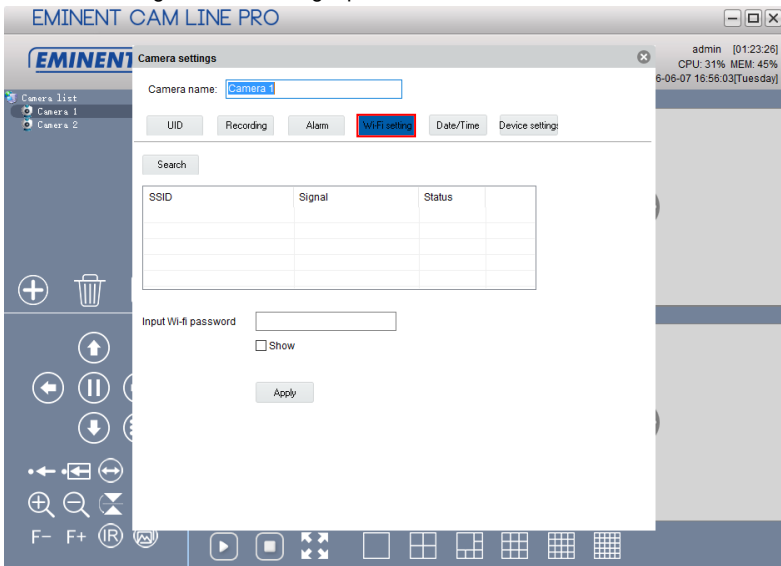 EMINENT CAM LINE PRO
EMINENT
admin [01:23:26]
CPU: 31% MEM: 45%
6-06-07 16:56:03[Tuesday]
Camera settings
Camera name: Camera 1
Camera list
Camera 1
Camera 2
UID Recording Alarm Wi-Fi setting Date/Time Device settings
Search
SSID Signal Status
Input Wi-fi password
Show
Apply
F- F+ IR